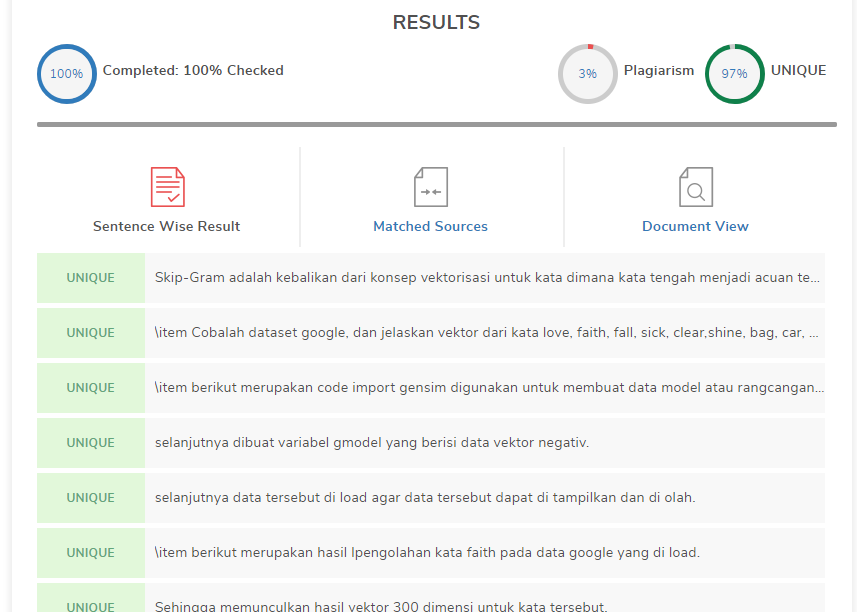 RESULTS
100% Completed: 100% Checked 3% Plagiarism 97% UNIQUE
Sentence Wise Result Matched Sources Document View
UNIQUE Skip-Gram adalah kebalikan dari konsep vektorisasi untuk kata dimana kata tengah menjadi acuan te...
UNIQUE \item Cobalah dataset google, dan jelaskan vektor dari kata love, faith, fall, sick, clear,shine, bag, car, ...
UNIQUE \item berikut merupakan code import gensim digunakan untuk membuat data model atau rangcangan...
UNIQUE selanjutnya dibuat variabel gmodel yang berisi data vektor negativ.
UNIQUE selanjutnya data tersebut di load agar data tersebut dapat di tampilkan dan di olah.
UNIQUE \item berikut merupakan hasil lpengolahan kata faith pada data google yang di load.
UNIQUE Sehingga memunculkan hasil vektor 300 dimensi untuk kata tersebut.